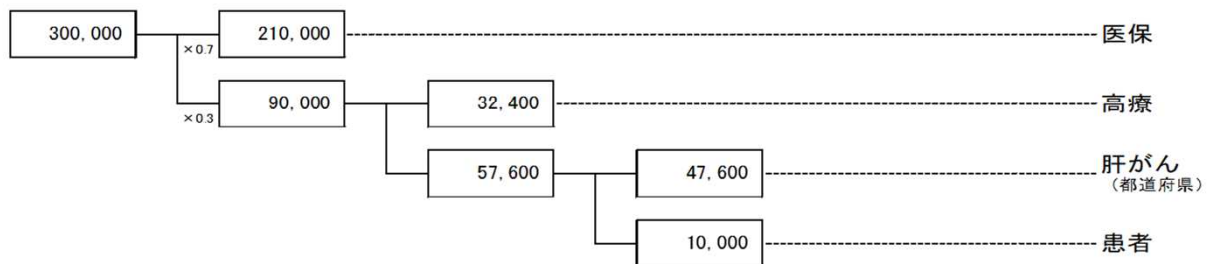 300,000 210,000 医保
×0.7
90,000 32,400 高療
×0.3
57,600 47,600 肝がん
（都道府県）
10,000 患者